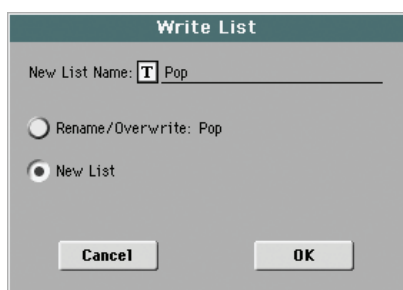 Write List
New List Name: T Pop
Rename/Overwrite: Pop
New List
Cancel OK